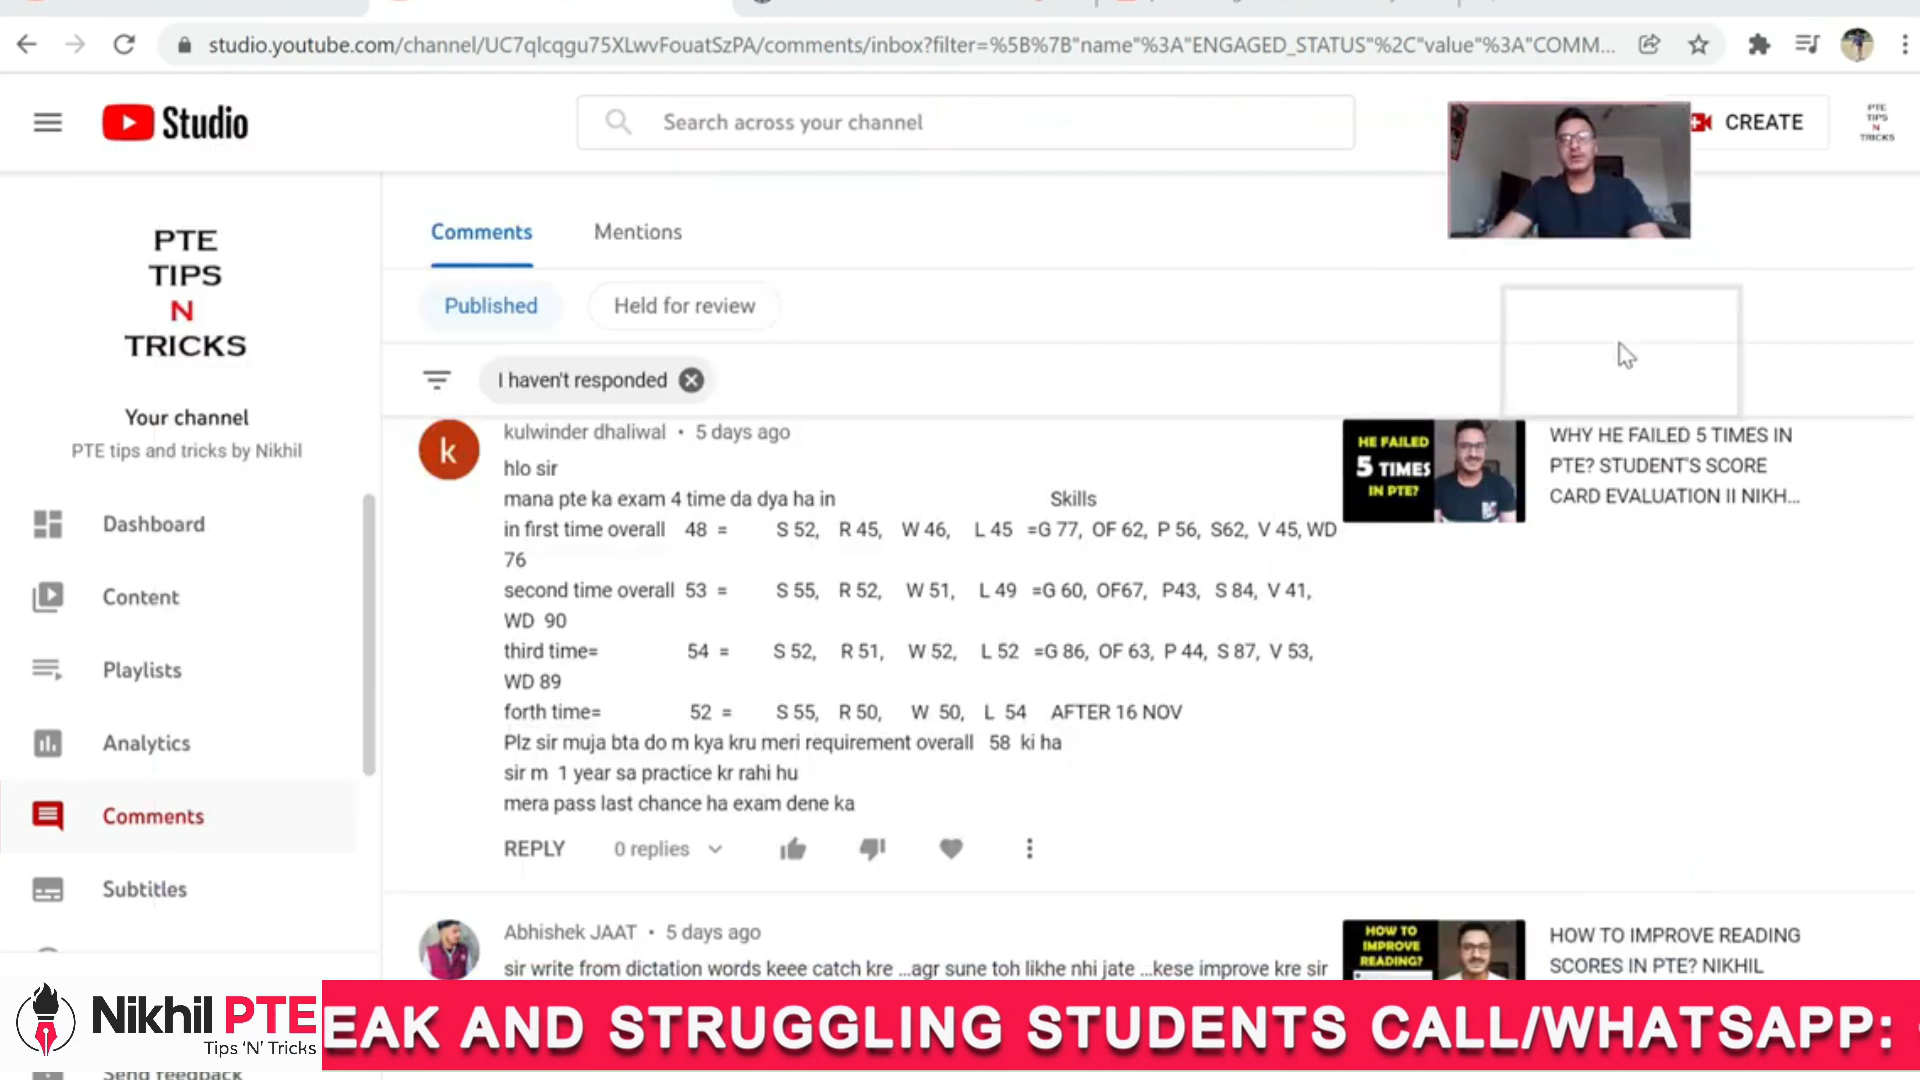 studio.youtube.com/channel/UC7qlcqgu75XLwvFouatSzPA/comments/inbox?filter=%5B%7B"name"%3A"ENGAGED_STATUS"%2C"value"%3A"COMM...
Studio
Search across your channel
CREATE
PTE
TIPS
N
TRICKS
PTE
TIPS
N
TRICKS
Your channel
PTE tips and tricks by Nikhil
Dashboard
Content
Playlists
Analytics
Comments
Subtitles
Send feedback
Comments Mentions
Published Held for review
I haven't responded
k
kulwinder dhaliwal • 5 days ago
hlo sir
mana pte ka exam 4 time da dya ha in Skills
in first time overall 48 = S 52, R 45, W 46, L 45 =G 77, OF 62, P 56, S62, V 45, WD
76
second time overall 53 = S 55, R 52, W 51, L 49 =G 60, OF67, P43, S 84, V 41,
WD 90
third time= 54 = S 52, R 51, W 52, L 52 =G 86, OF 63, P 44, S 87, V 53,
WD 89
forth time= 52 = S 55, R 50, W 50, L 54 AFTER 16 NOV
Plz sir muja bta do m kya kru meri requirement overall 58 ki ha
sir m 1 year sa practice kr rahi hu
mera pass last chance ha exam dene ka
REPLY 0 replies
HE FAILED
5 TIMES
IN PTE?
WHY HE FAILED 5 TIMES IN
PTE? STUDENT'S SCORE
CARD EVALUATION II NIKH...
Abhishek JAAT • 5 days ago
sir write from dictation words keee catch kre ...agr sune toh likhe nhi jate ...kese improve kre sir
HOW TO
IMPROVE
READING?
HOW TO IMPROVE READING
SCORES IN PTE? NIKHIL
Nikhil PTE
Tips 'N' Tricks
EAK AND STRUGGLING STUDENTS CALL/WHATSAPP: